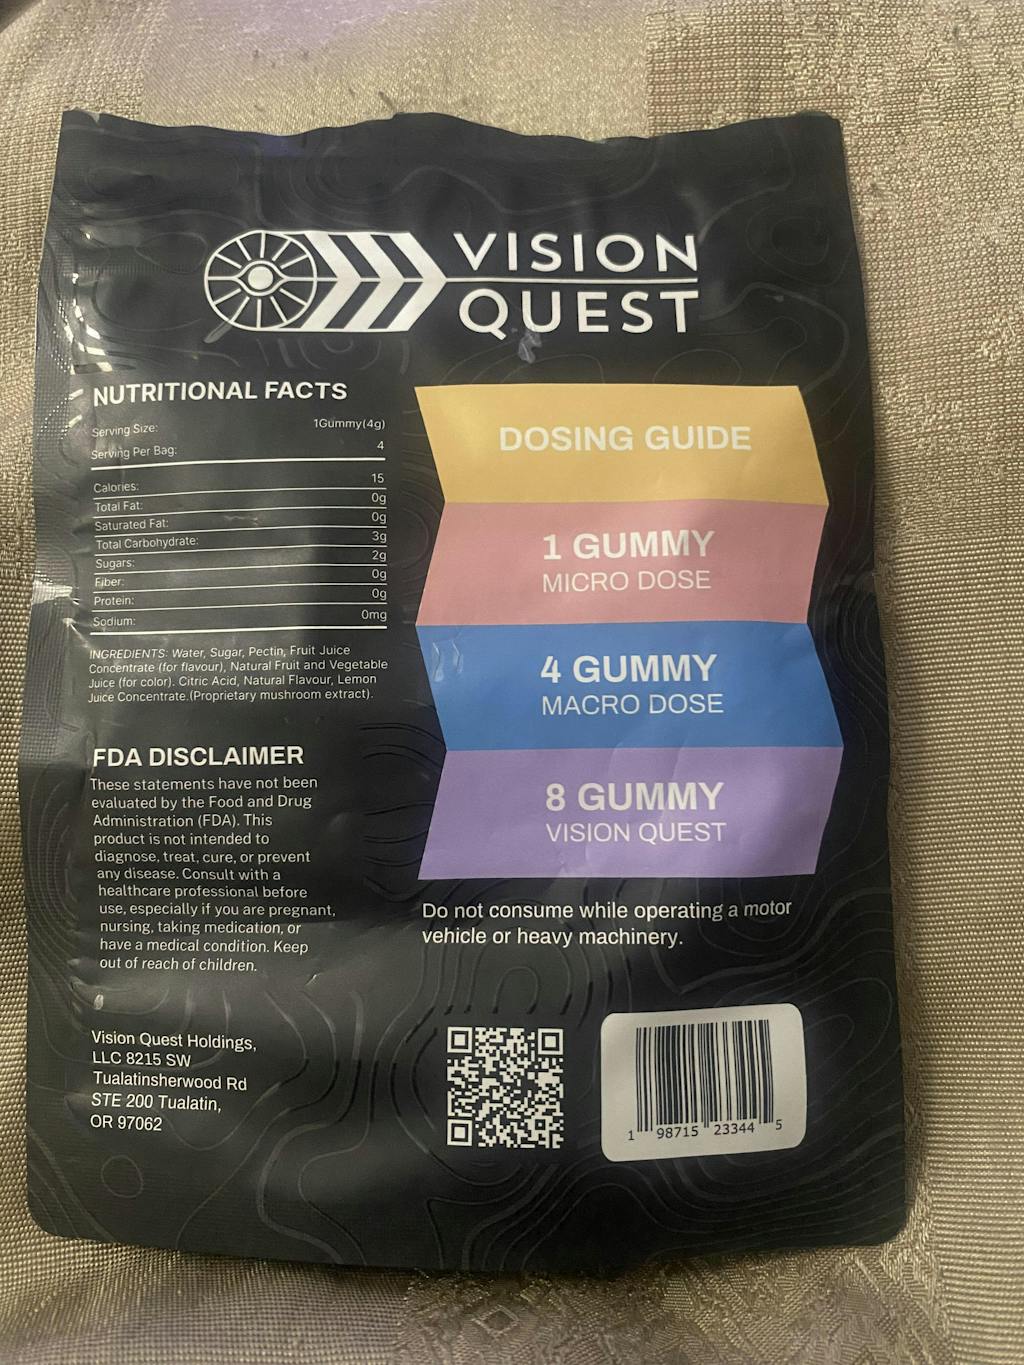 VISION
QUEST
NUTRITIONAL FACTS
Serving Size: 1Gummy(4g)
Serving Per Bag: 4
Calories: 15
Total Fat: 0g
Saturated Fat: 0g
Total Carbohydrate: 3g
Sugars: 2g
Fiber: 0g
Protein: 0g
Sodium: 0mg
INGREDIENTS: Water, Sugar, Pectin, Fruit Juice
Concentrate (for flavour), Natural Fruit and Vegetable
Juice (for color). Citric Acid, Natural Flavour, Lemon
Juice Concentrate.(Proprietary mushroom extract).
FDA DISCLAIMER
These statements have not been
evaluated by the Food and Drug
Administration (FDA). This
product is not intended to
diagnose, treat, cure, or prevent
any disease. Consult with a
healthcare professional before
use, especially if you are pregnant,
nursing, taking medication, or
have a medical condition. Keep
out of reach of children.
Vision Quest Holdings,
LLC 8215 SW
Tualatinsherwood Rd
STE 200 Tualatin,
OR 97062
DOSING GUIDE
1 GUMMY
MICRO DOSE
4 GUMMY
MACRO DOSE
8 GUMMY
VISION QUEST
Do not consume while operating a motor
vehicle or heavy machinery.
1 98715 23344 5